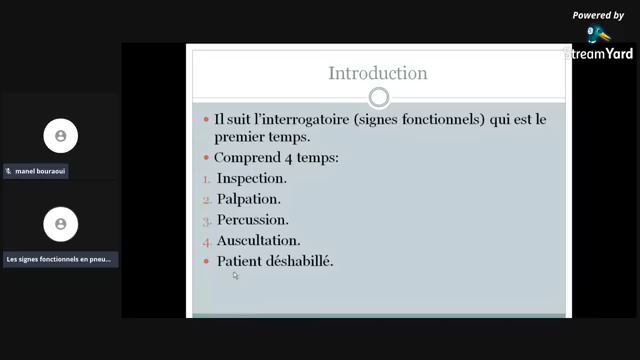 Powered by
StreamYard
Introduction
• Il suit l'interrogatoire (signes fonctionnels) qui est le
premier temps.
• Comprend 4 temps:
1. Inspection.
2. Palpation.
3. Percussion.
4. Auscultation.
• Patient déshabillé.
manel bouraoui
Les signes fonctionnels en pneu...